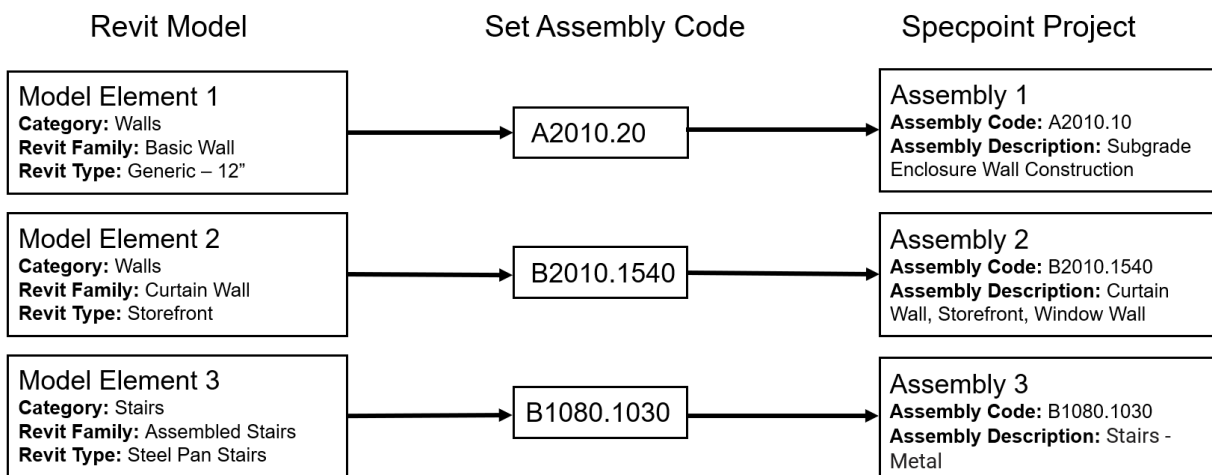 Revit Model
Set Assembly Code
Specpoint Project
Model Element 1
Category: Walls
Revit Family: Basic Wall
Revit Type: Generic – 12”
A2010.20
Assembly 1
Assembly Code: A2010.10
Assembly Description: Subgrade
Enclosure Wall Construction
Model Element 2
Category: Walls
Revit Family: Curtain Wall
Revit Type: Storefront
B2010.1540
Assembly 2
Assembly Code: B2010.1540
Assembly Description: Curtain
Wall, Storefront, Window Wall
Model Element 3
Category: Stairs
Revit Family: Assembled Stairs
Revit Type: Steel Pan Stairs
B1080.1030
Assembly 3
Assembly Code: B1080.1030
Assembly Description: Stairs -
Metal